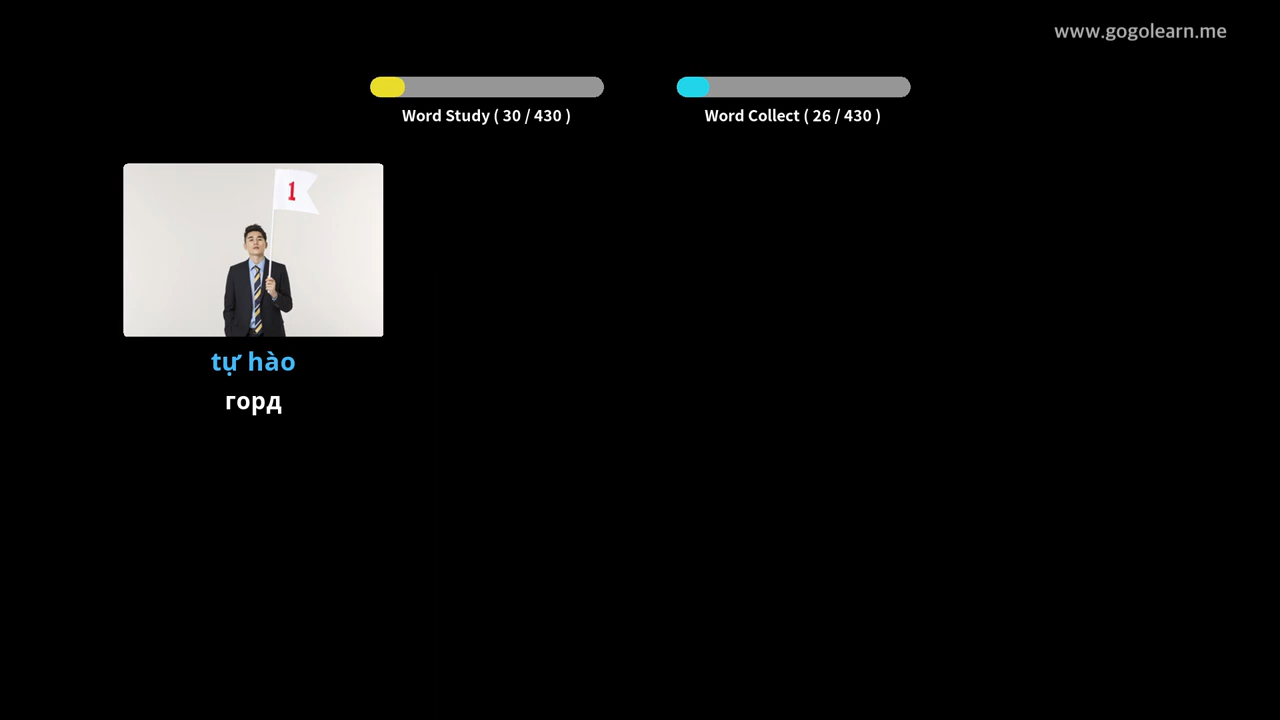 www.gogolearn.me
Word Study ( 30 / 430 )
Word Collect ( 26 / 430 )
1
tự hào
горд